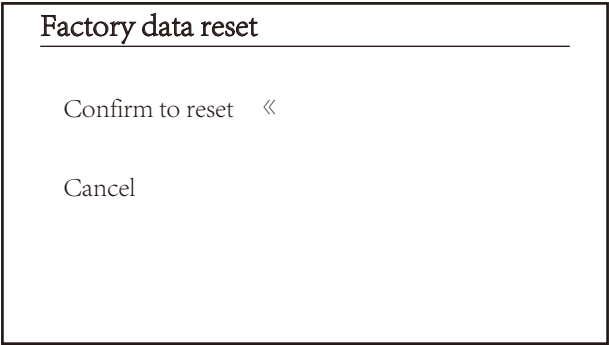 Factory data reset
Confirm to reset «
Cancel